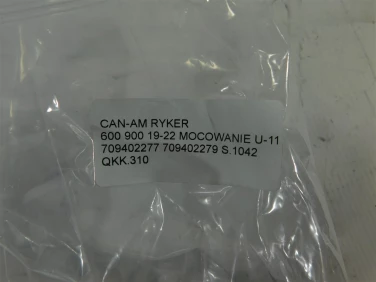 CAN-AM RYKER
600 900 19-22 MOCOWANIE U-11
709402277 709402279 S.1042
QKK.310